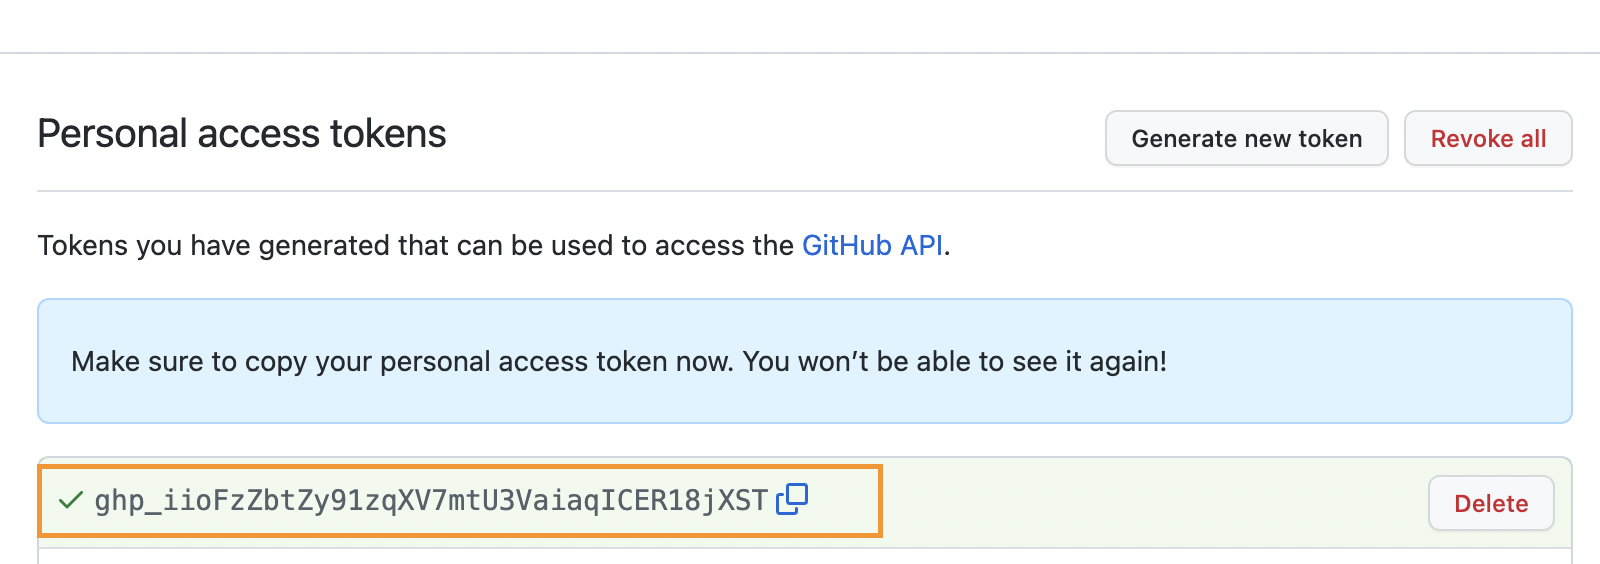 Personal access tokens
Generate new token
Revoke all
Tokens you have generated that can be used to access the GitHub API.
Make sure to copy your personal access token now. You won’t be able to see it again!
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
Delete